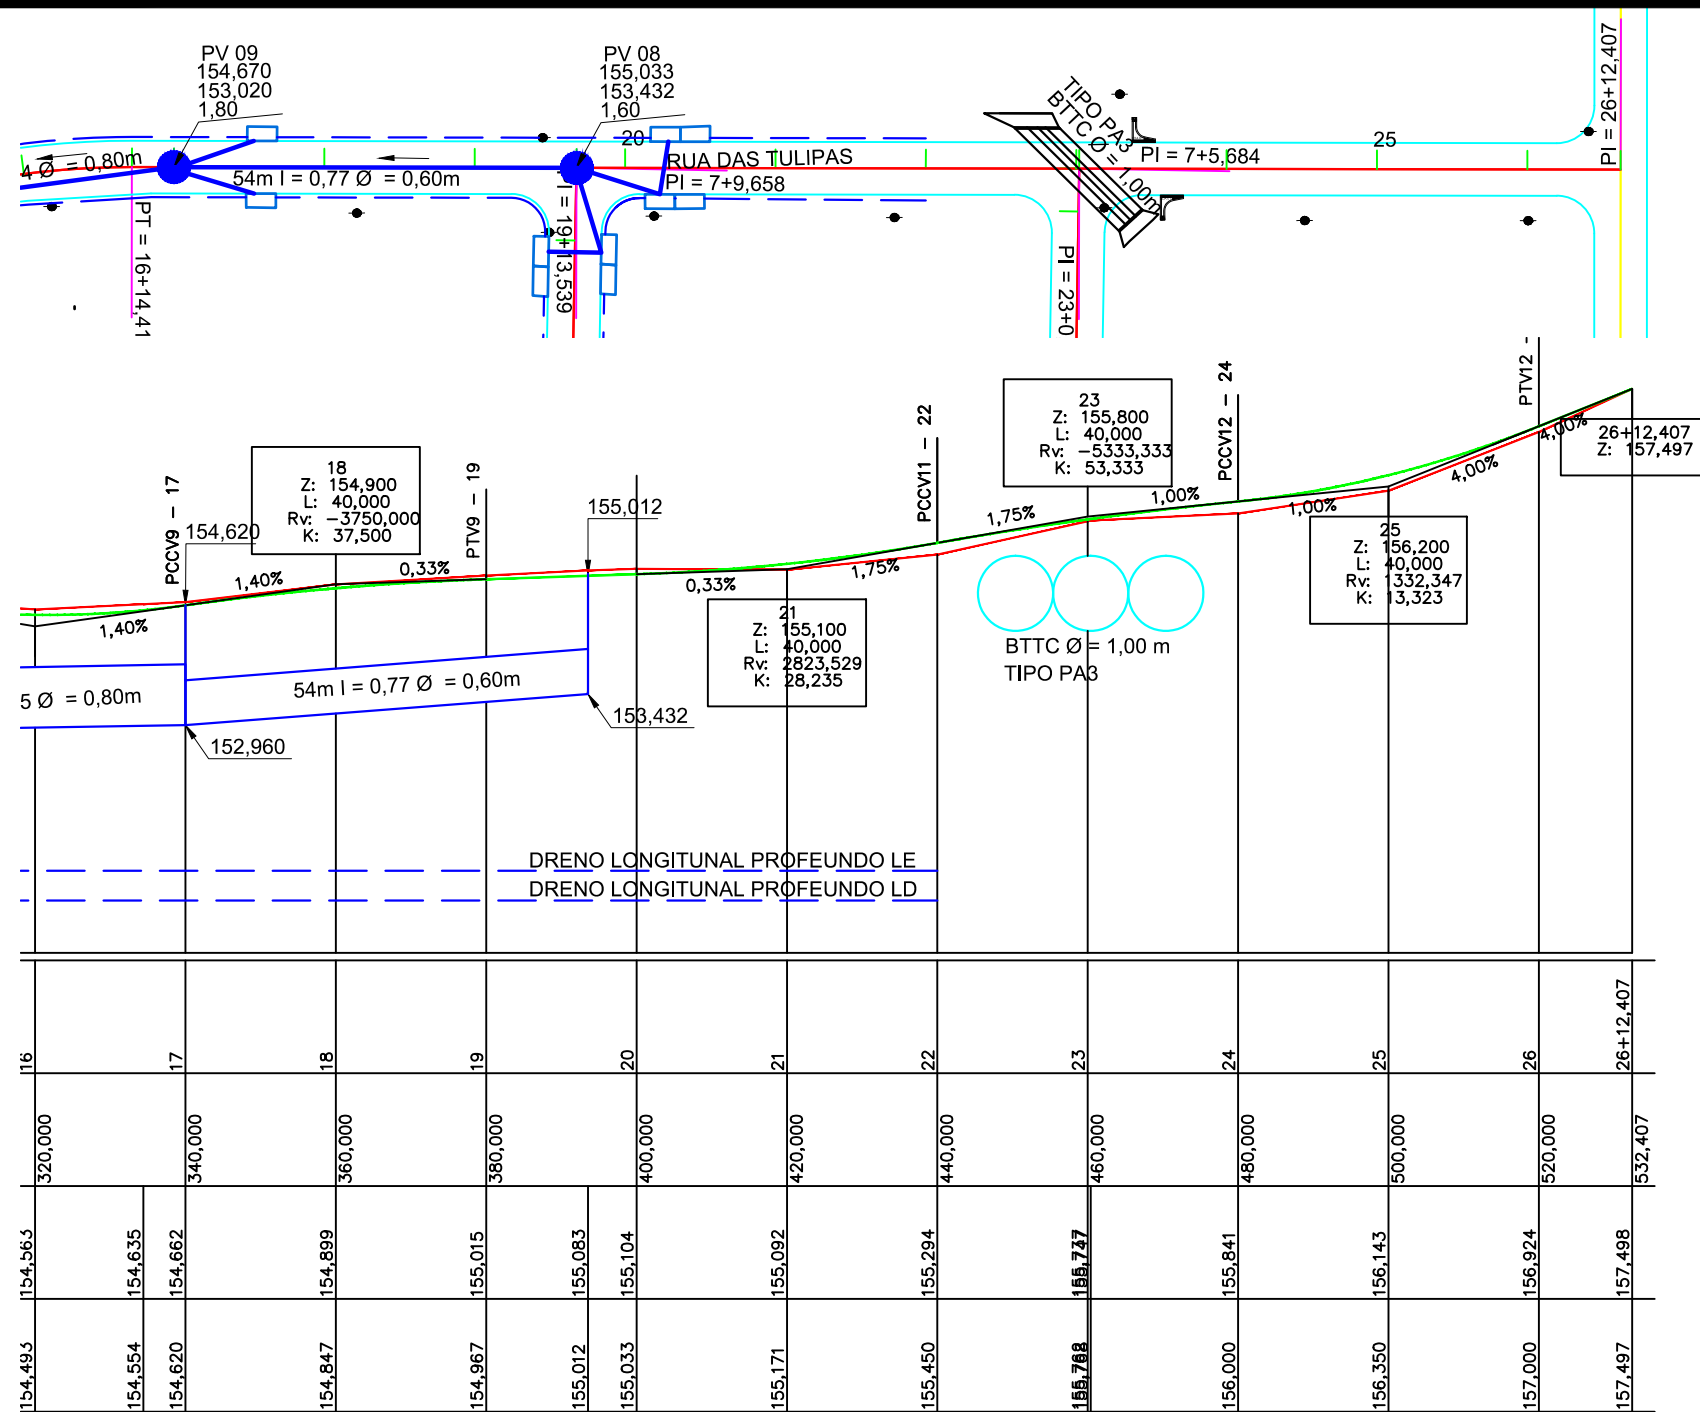 PV 09
154,670
153,020
1,80
PV 08
155,033
153,432
1,60
TIPO PA3
BTTC Ø = 1,00m
PI = 26+12,407
4 Ø = 0,80m
54m I = 0,77 Ø = 0,60m
20
RUA DAS TULIPAS
PI = 7+9,658
PI = 7+5,684
25
PT = 16+14,41
I = 19+13,539
PI = 23+0
PCCV9 - 17
154,620
18
Z: 154,900
L: 40,000
Rv: -3750,000
K: 37,500
PTV9 - 19
155,012
PCCV11 - 22
23
Z: 155,800
L: 40,000
Rv: -5333,333
K: 53,333
PCCV12 - 24
PTV12 -
26+12,407
Z: 157,497
1,40%
1,40%
0,33%
0,33%
1,75%
1,75%
1,00%
1,00%
4,00%
4,00%
21
Z: 155,100
L: 40,000
Rv: 2823,529
K: 28,235
25
Z: 156,200
L: 40,000
Rv: 1332,347
K: 13,323
BTTC Ø = 1,00 m
TIPO PA3
5 Ø = 0,80m
54m I = 0,77 Ø = 0,60m
153,432
152,960
DRENO LONGITUNAL PROFEUNDO LE
DRENO LONGITUNAL PROFEUNDO LD
16
17
18
19
20
21
22
23
24
25
26
26+12,407
320,000
340,000
360,000
380,000
400,000
420,000
440,000
460,000
480,000
500,000
520,000
532,407
154,563
154,635
154,662
154,899
155,015
155,083
155,104
155,092
155,294
155,841
156,143
156,924
157,498
154,493
154,554
154,620
154,847
154,967
155,012
155,033
155,171
155,450
156,000
156,350
157,000
157,497